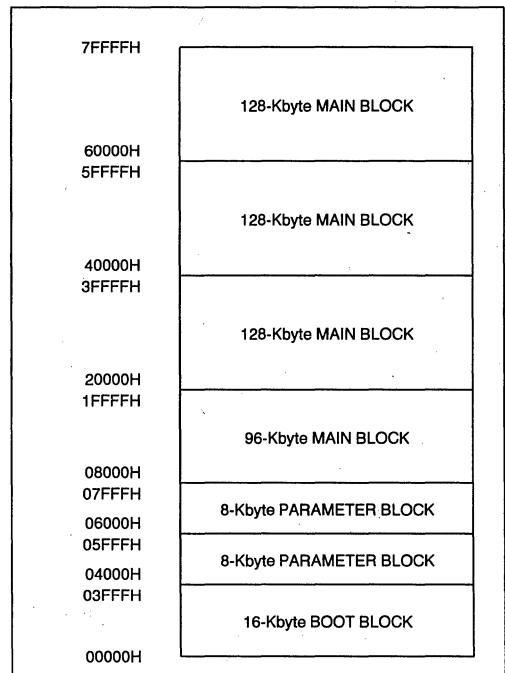 7FFFFH
128-Kbyte MAIN BLOCK
60000H
5FFFFH
128-Kbyte MAIN BLOCK
40000H
3FFFFH
128-Kbyte MAIN BLOCK
20000H
1FFFFH
96-Kbyte MAIN BLOCK
08000H
07FFFH
8-Kbyte PARAMETER BLOCK
06000H
05FFFH
8-Kbyte PARAMETER BLOCK
04000H
03FFFH
16-Kbyte BOOT BLOCK
00000H